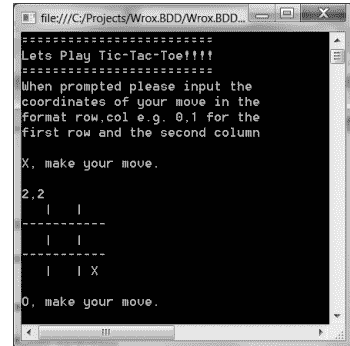 file:///C:/Projects/Wrox.BDD/Wrox.BDD...
=========================
Lets Play Tic-Tac-Toe!!!!
=========================
When prompted please input the
coordinates of your move in the
format row,col e.g. 0,1 for the
first row and the second column
X, make your move.
2,2
   |   |
-----------
   |   |
-----------
   |   | X
O, make your move.